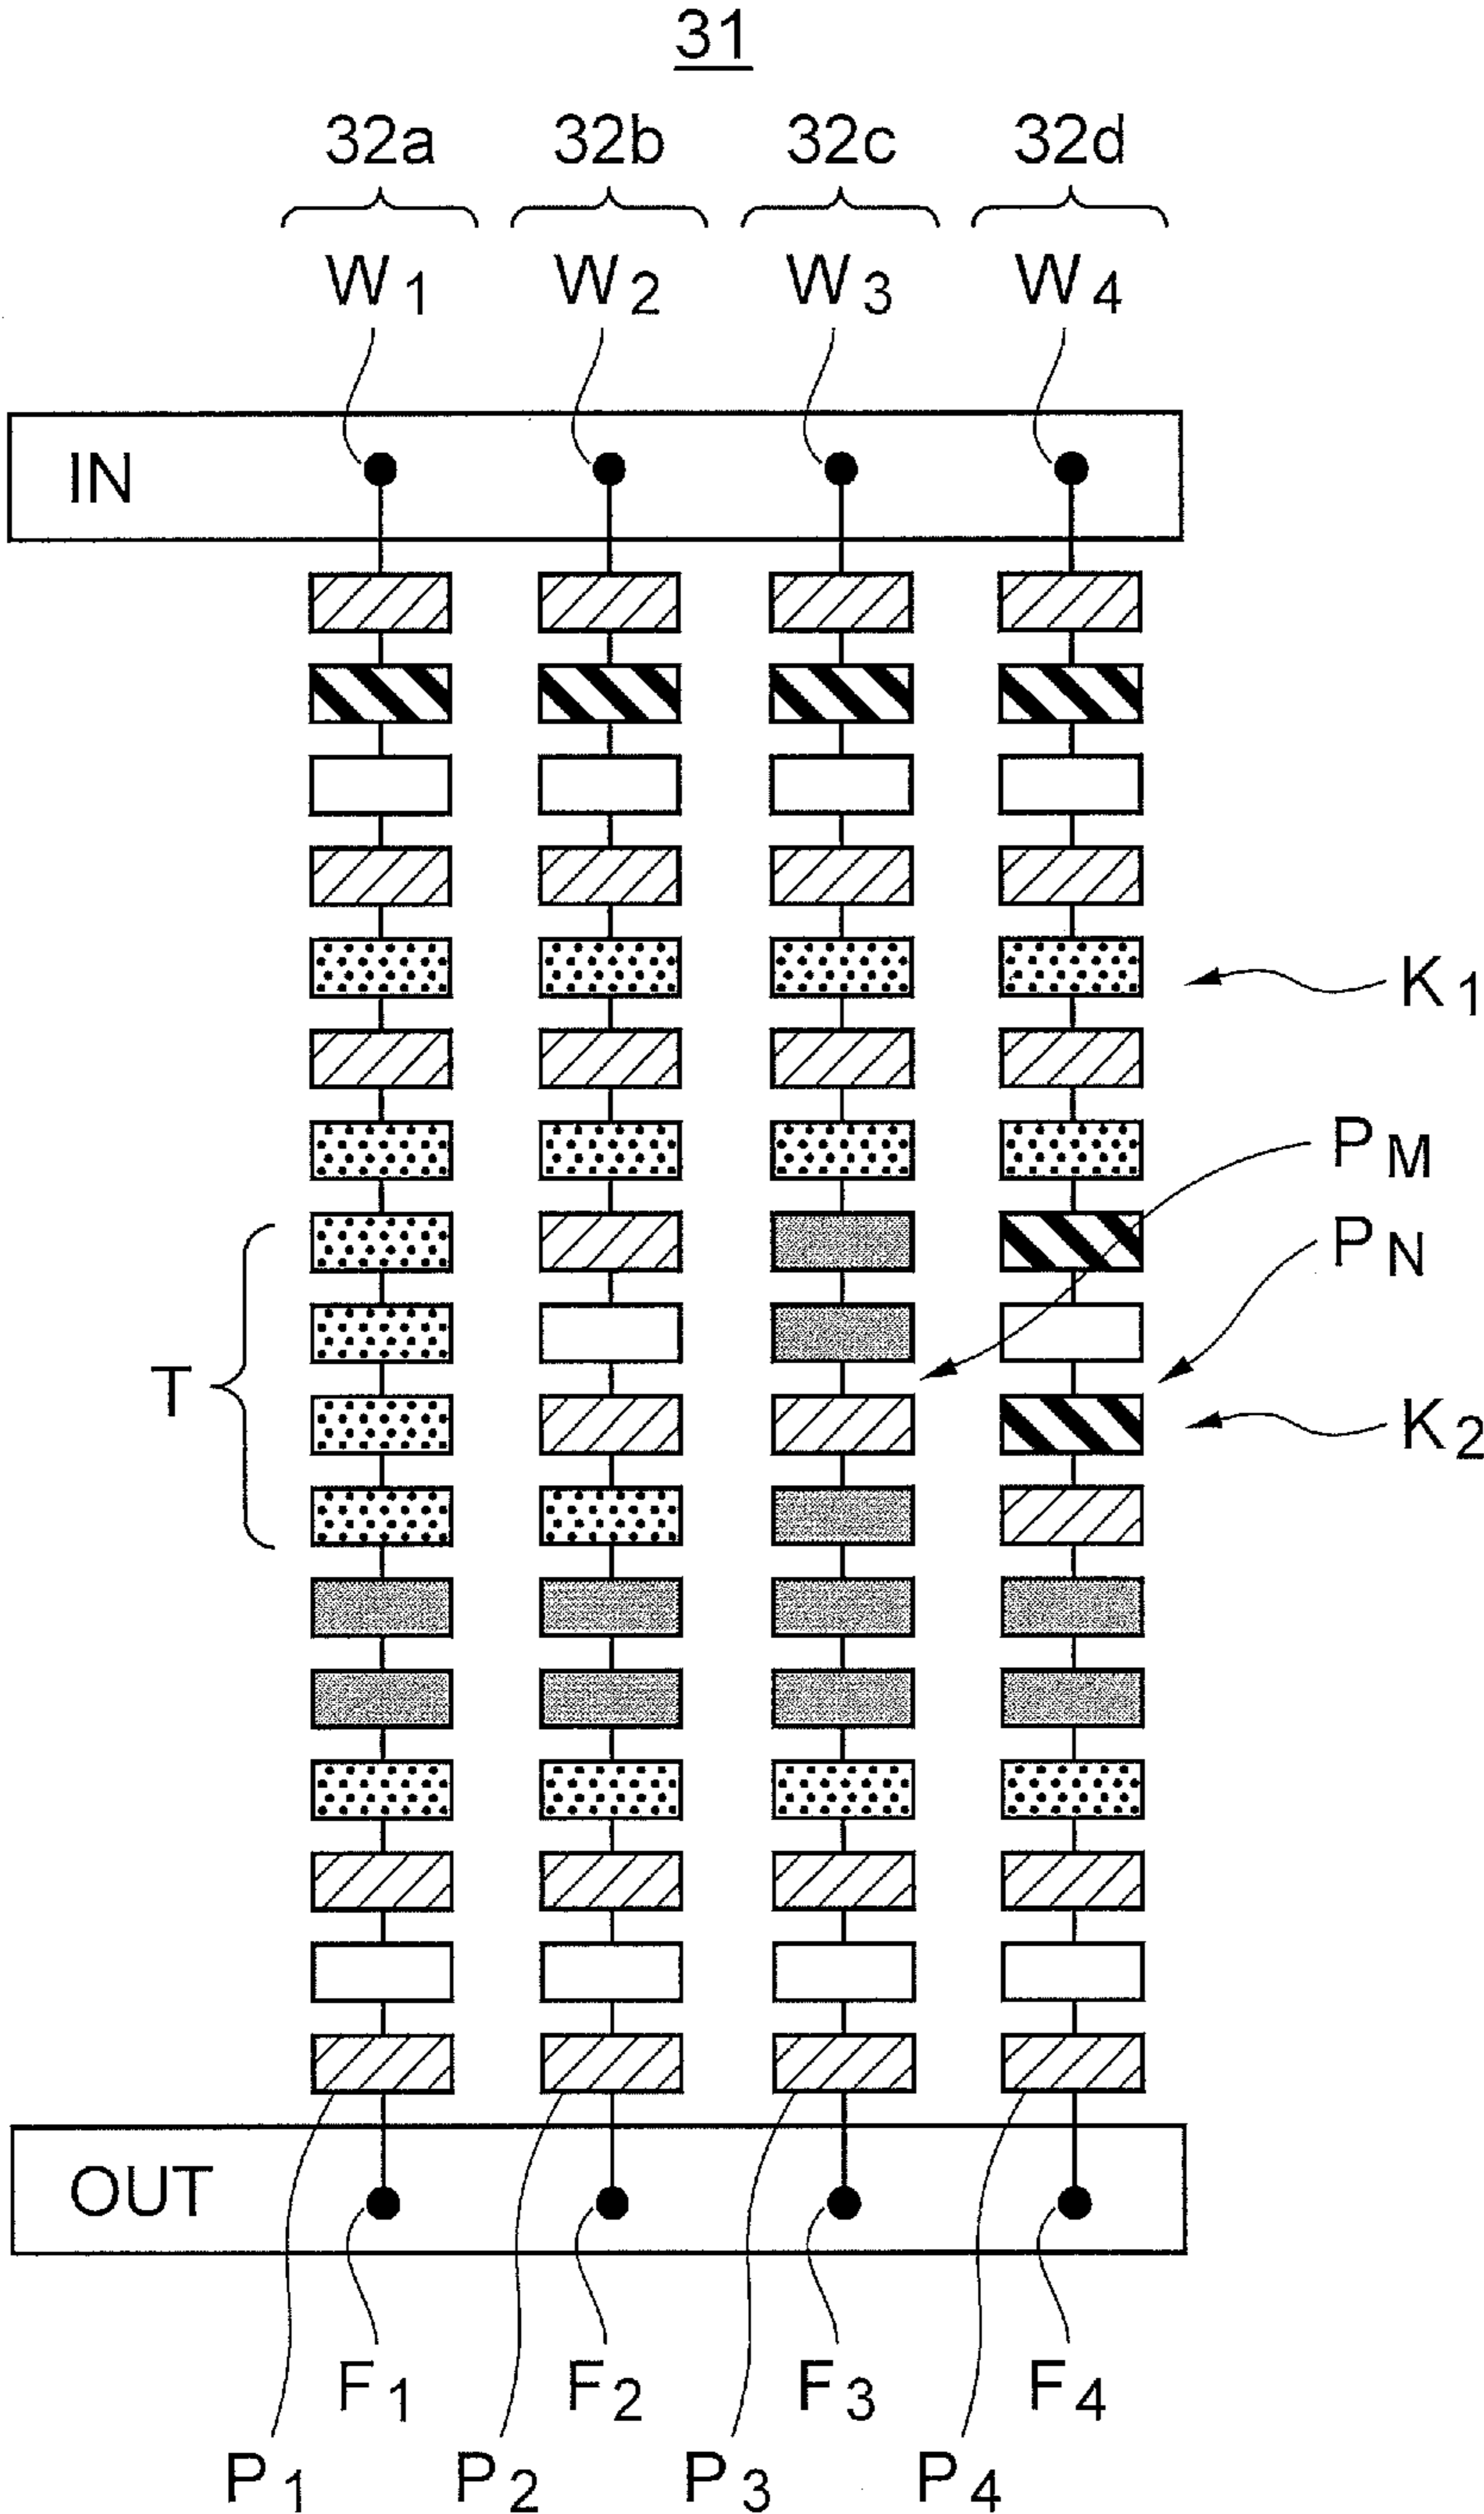 31
32a 32b 32c 32d
W1 W2 W3 W4
IN
K1
PM
PN
T
K2
OUT
F1 F2 F3 F4
P1 P2 P3 P4